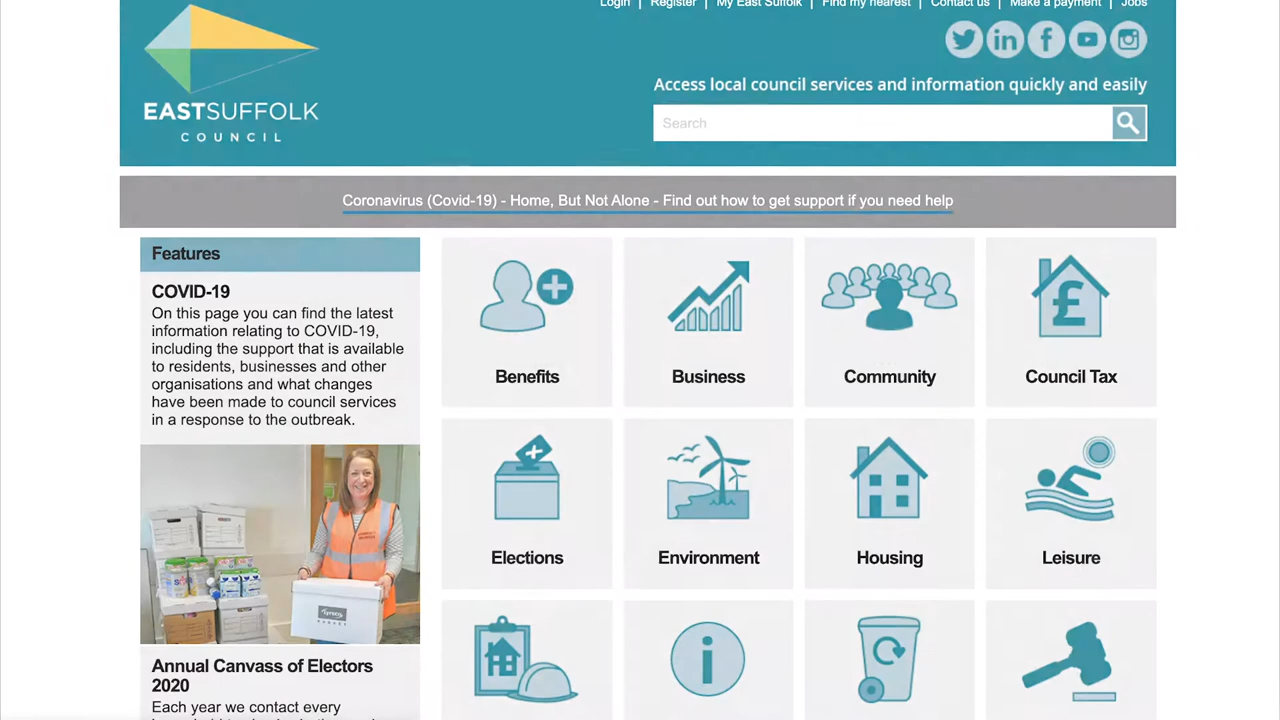 Login | Register | My East Suffolk | Find my nearest | Contact us | Make a payment | Jobs
EASTSUFFOLK
COUNCIL
Access local council services and information quickly and easily
Search
Coronavirus (Covid-19) - Home, But Not Alone - Find out how to get support if you need help
Features
COVID-19
On this page you can find the latest
information relating to COVID-19,
including the support that is available
to residents, businesses and other
organisations and what changes
have been made to council services
in a response to the outbreak.
Annual Canvass of Electors
2020
Each year we contact every
Benefits
Business
Community
Council Tax
Elections
Environment
Housing
Leisure